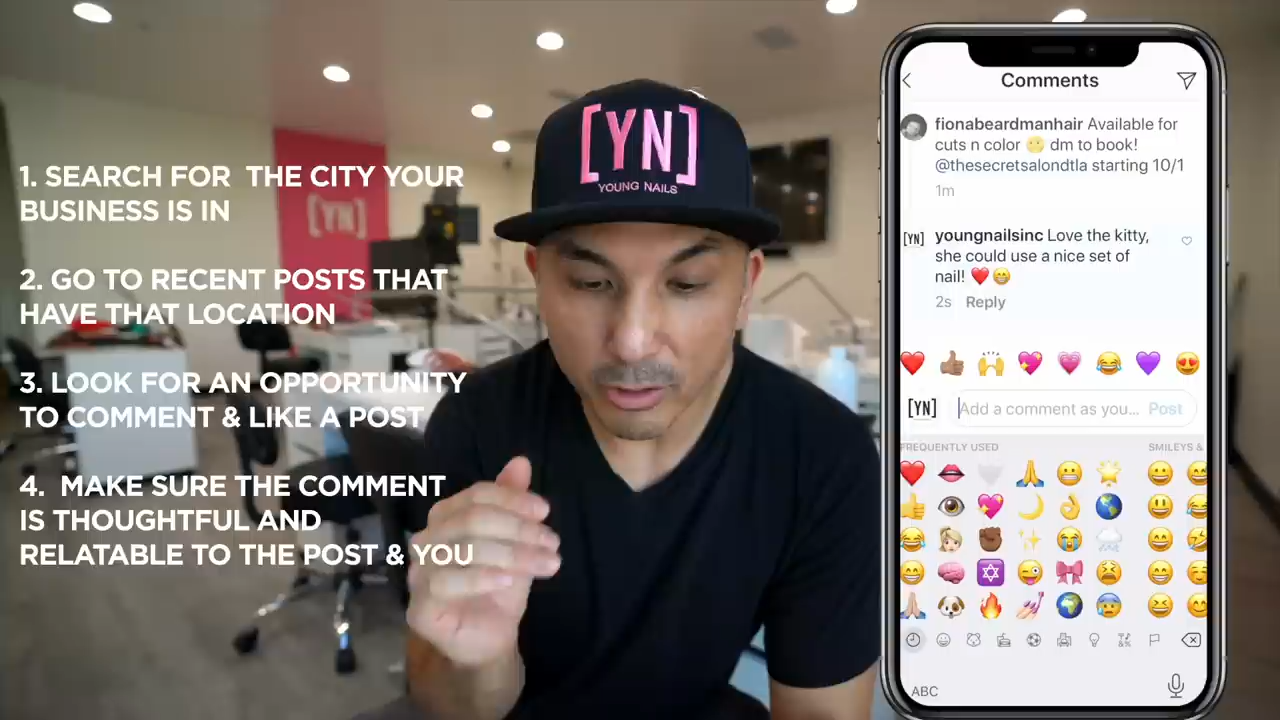 1. SEARCH FOR THE CITY YOUR
BUSINESS IS IN
2. GO TO RECENT POSTS THAT
HAVE THAT LOCATION
3. LOOK FOR AN OPPORTUNITY
TO COMMENT & LIKE A POST
4. MAKE SURE THE COMMENT
IS THOUGHTFUL AND
RELATABLE TO THE POST & YOU
[YN]
[YN]
YOUNG NAILS
Comments
fionabeardmanhair Available for
cuts n color 🌝 dm to book!
@thesecretsalondtla starting 10/1
1m
[YN] youngnailsinc Love the kitty,
she could use a nice set of
nail! ❤️😁
2s Reply
[YN] Add a comment as you... Post
FREQUENTLY USED SMILEYS &
ABC